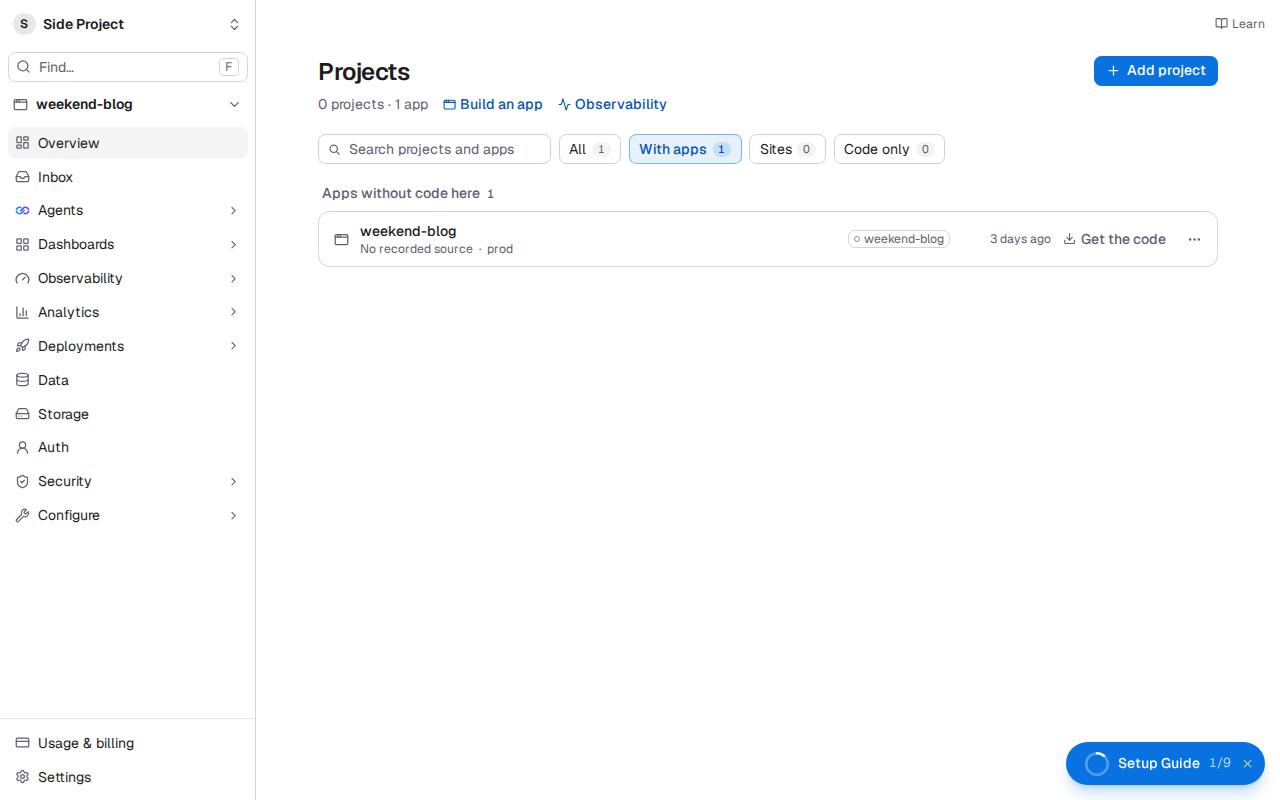 S Side Project
Learn
Find… F
weekend-blog
Overview
Inbox
Agents
Dashboards
Observability
Analytics
Deployments
Data
Storage
Auth
Security
Configure
Usage & billing
Settings
Projects
Add project
0 projects · 1 app Build an app Observability
Search projects and apps All 1 With apps 1 Sites 0 Code only 0
Apps without code here 1
weekend-blog
No recorded source · prod
weekend-blog 3 days ago Get the code
Setup Guide 1/9